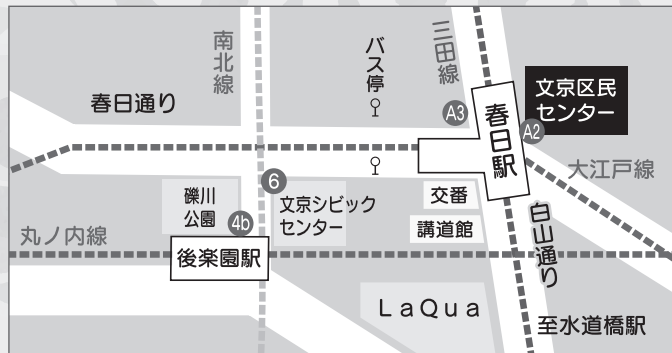 南北線
バス停
三田線
文京区民
センター
春日通り
A3
春日駅
A2
大江戸線
6
礫川
公園
文京シビック
センター
交番
4b
白山通り
丸ノ内線
講道館
後楽園駅
LaQua
至水道橋駅